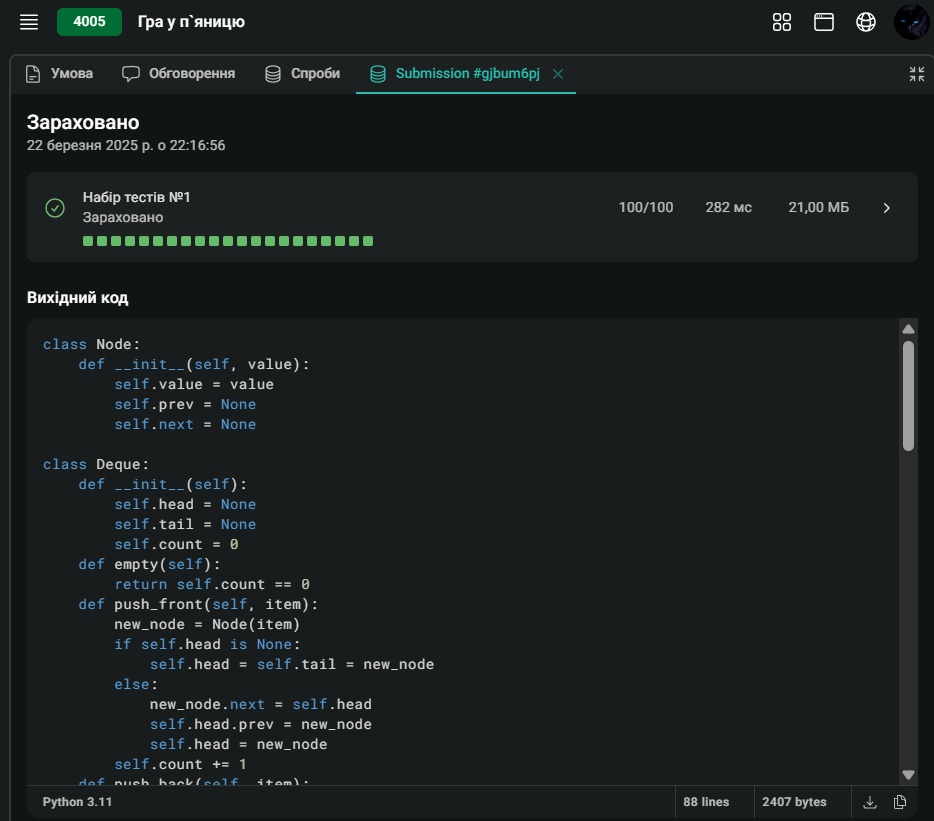 4005 Гра у п`яницю
Умова Обговорення Спроби Submission #gjbum6pj
Зараховано
22 березня 2025 р. о 22:16:56
Набір тестів №1 100/100 282 мс 21,00 МБ
Зараховано
Вихідний код
class Node:
    def __init__(self, value):
        self.value = value
        self.prev = None
        self.next = None

class Deque:
    def __init__(self):
        self.head = None
        self.tail = None
        self.count = 0
    def empty(self):
        return self.count == 0
    def push_front(self, item):
        new_node = Node(item)
        if self.head is None:
            self.head = self.tail = new_node
        else:
            new_node.next = self.head
            self.head.prev = new_node
            self.head = new_node
        self.count += 1
    def push_back(self, item):
Python 3.11 88 lines 2407 bytes